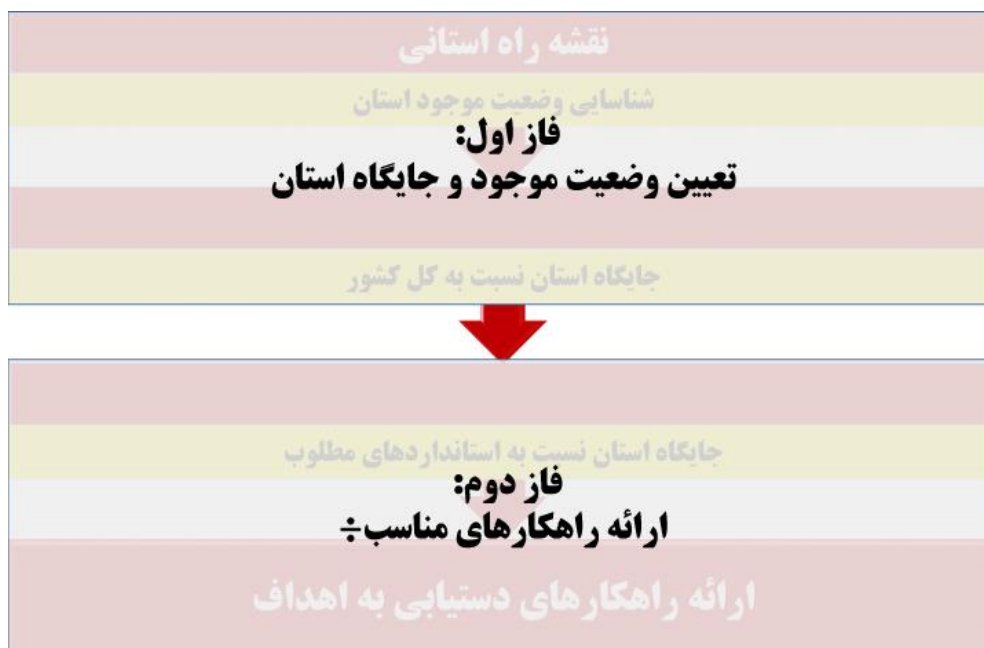 نقشه راه استانی
شناسایی وضعیت موجود استان
فاز اول:
تعیین وضعیت موجود و جایگاه استان
جایگاه استان نسبت به کل کشور
جایگاه استان نسبت به استانداردهای مطلوب
فاز دوم:
ارائه راهکارهای مناسب÷
ارائه راهکارهای دستیابی به اهداف